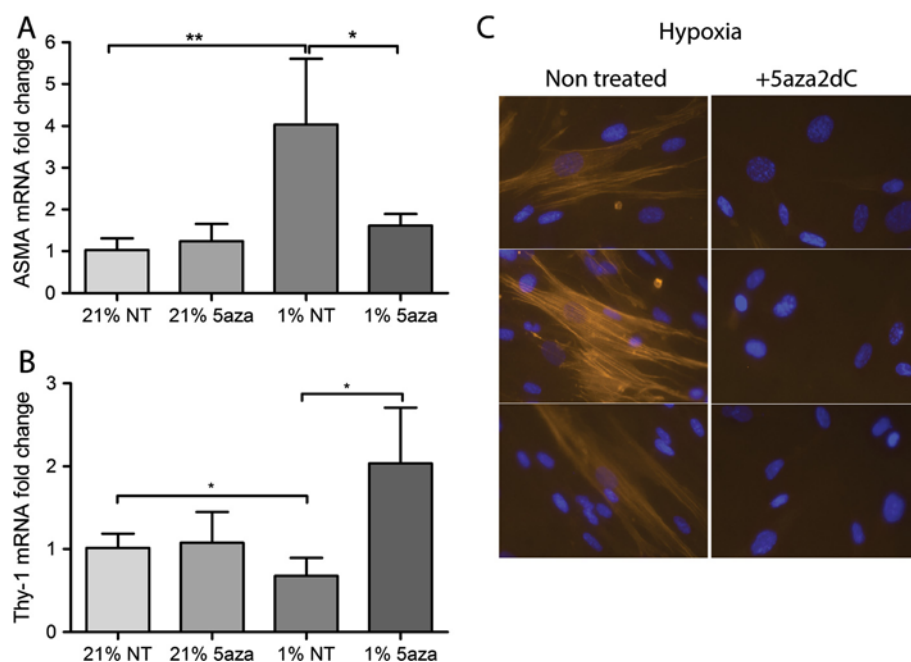 A
ASMA mRNA fold change
6
5
4
3
2
1
0
**
*
21% NT 21% 5aza 1% NT 1% 5aza
B
Thy-1 mRNA fold change
3
2
1
0
*
*
21% NT 21% 5aza 1% NT 1% 5aza
C
Hypoxia
Non treated +5aza2dC